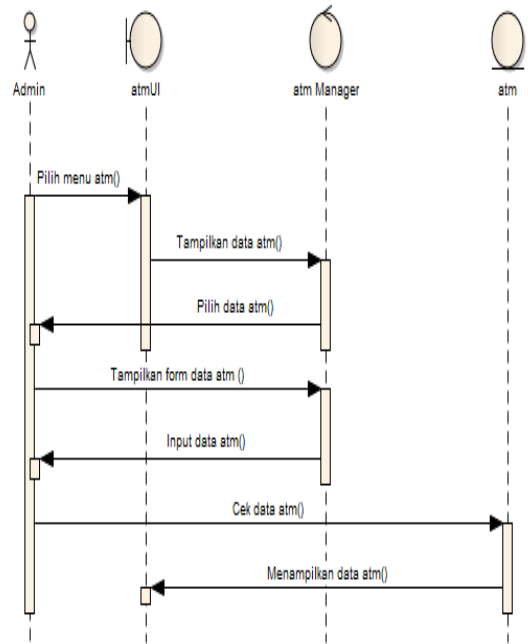 Admin
atmUI
atm Manager
atm
Pilih menu atm()
Tampilkan data atm()
Pilih data atm()
Tampilkan form data atm ()
Input data atm()
Cek data atm()
Menampilkan data atm()